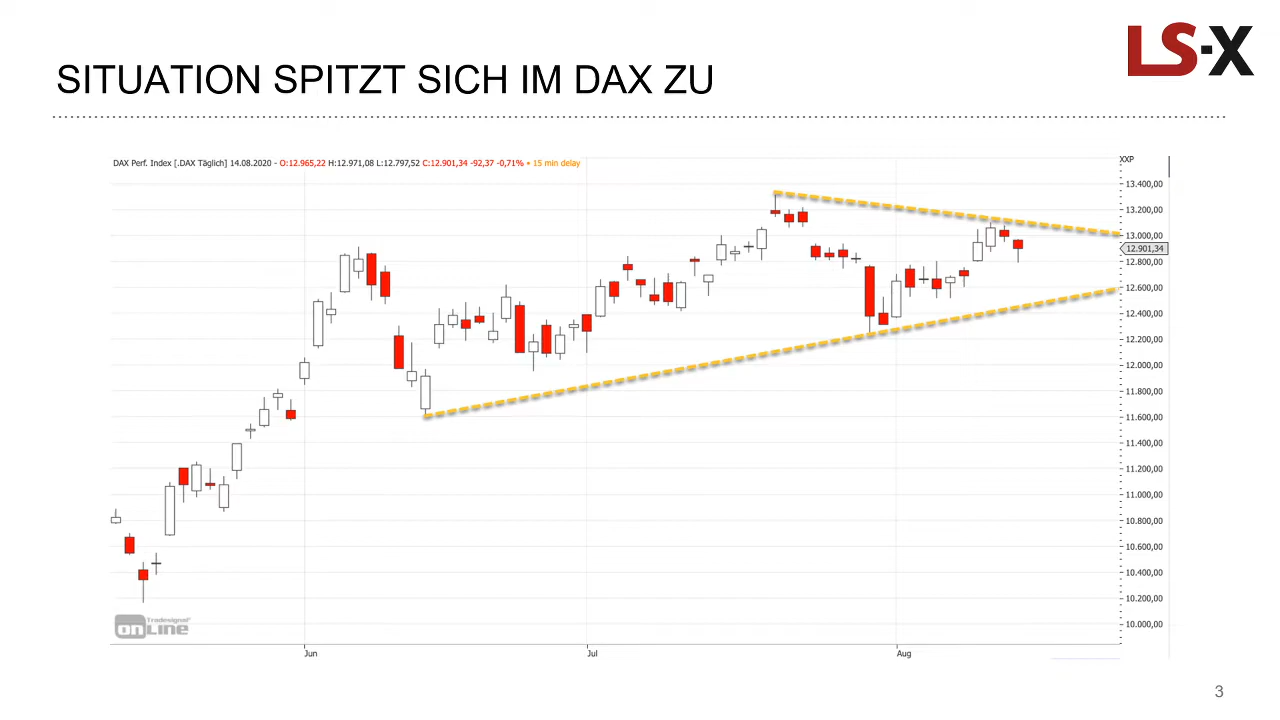 LS-X
SITUATION SPITZT SICH IM DAX ZU
DAX Perf. Index [.DAX Täglich] 14.08.2020 - O:12.965,22 H:12.971,08 L:12.797,52 C:12.901,34 -92,37 -0,71% • 15 min delay
XXP
13.400,00
13.200,00
13.000,00
12.901,34
12.800,00
12.600,00
12.400,00
12.200,00
12.000,00
11.800,00
11.600,00
11.400,00
11.200,00
11.000,00
10.800,00
10.600,00
10.400,00
10.200,00
10.000,00
Tradesignal®
onLine
Jun Jul Aug
3